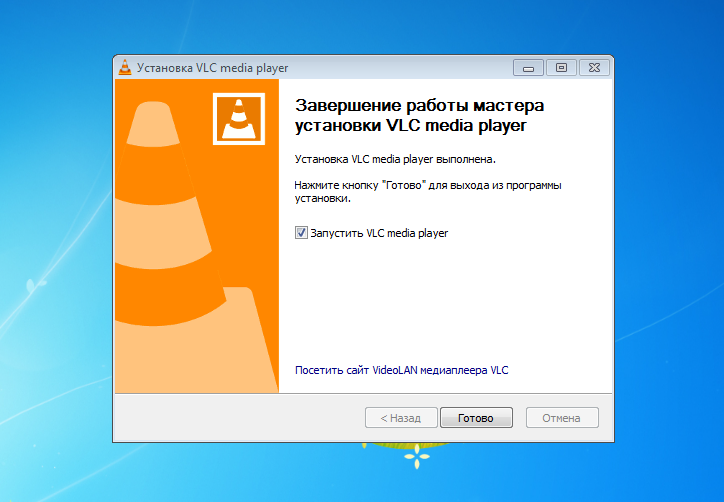 Установка VLC media player
Завершение работы мастера
установки VLC media player
Установка VLC media player выполнена.
Нажмите кнопку "Готово" для выхода из программы
установки.
Запустить VLC media player
Посетить сайт VideoLAN медиаплеера VLC
< Назад
Готово
Отмена